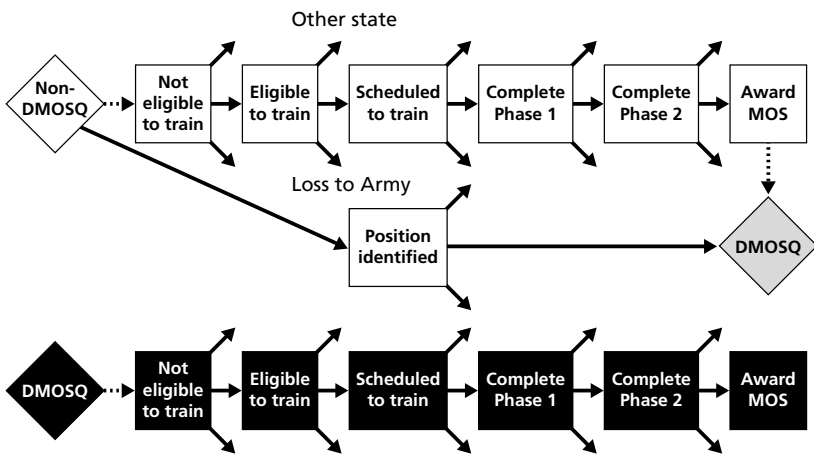 Other state
Non-
DMOSQ
Not
eligible
to train
Eligible
to train
Scheduled
to train
Complete
Phase 1
Complete
Phase 2
Award
MOS
Loss to Army
Position
identified
DMOSQ
DMOSQ
Not
eligible
to train
Eligible
to train
Scheduled
to train
Complete
Phase 1
Complete
Phase 2
Award
MOS